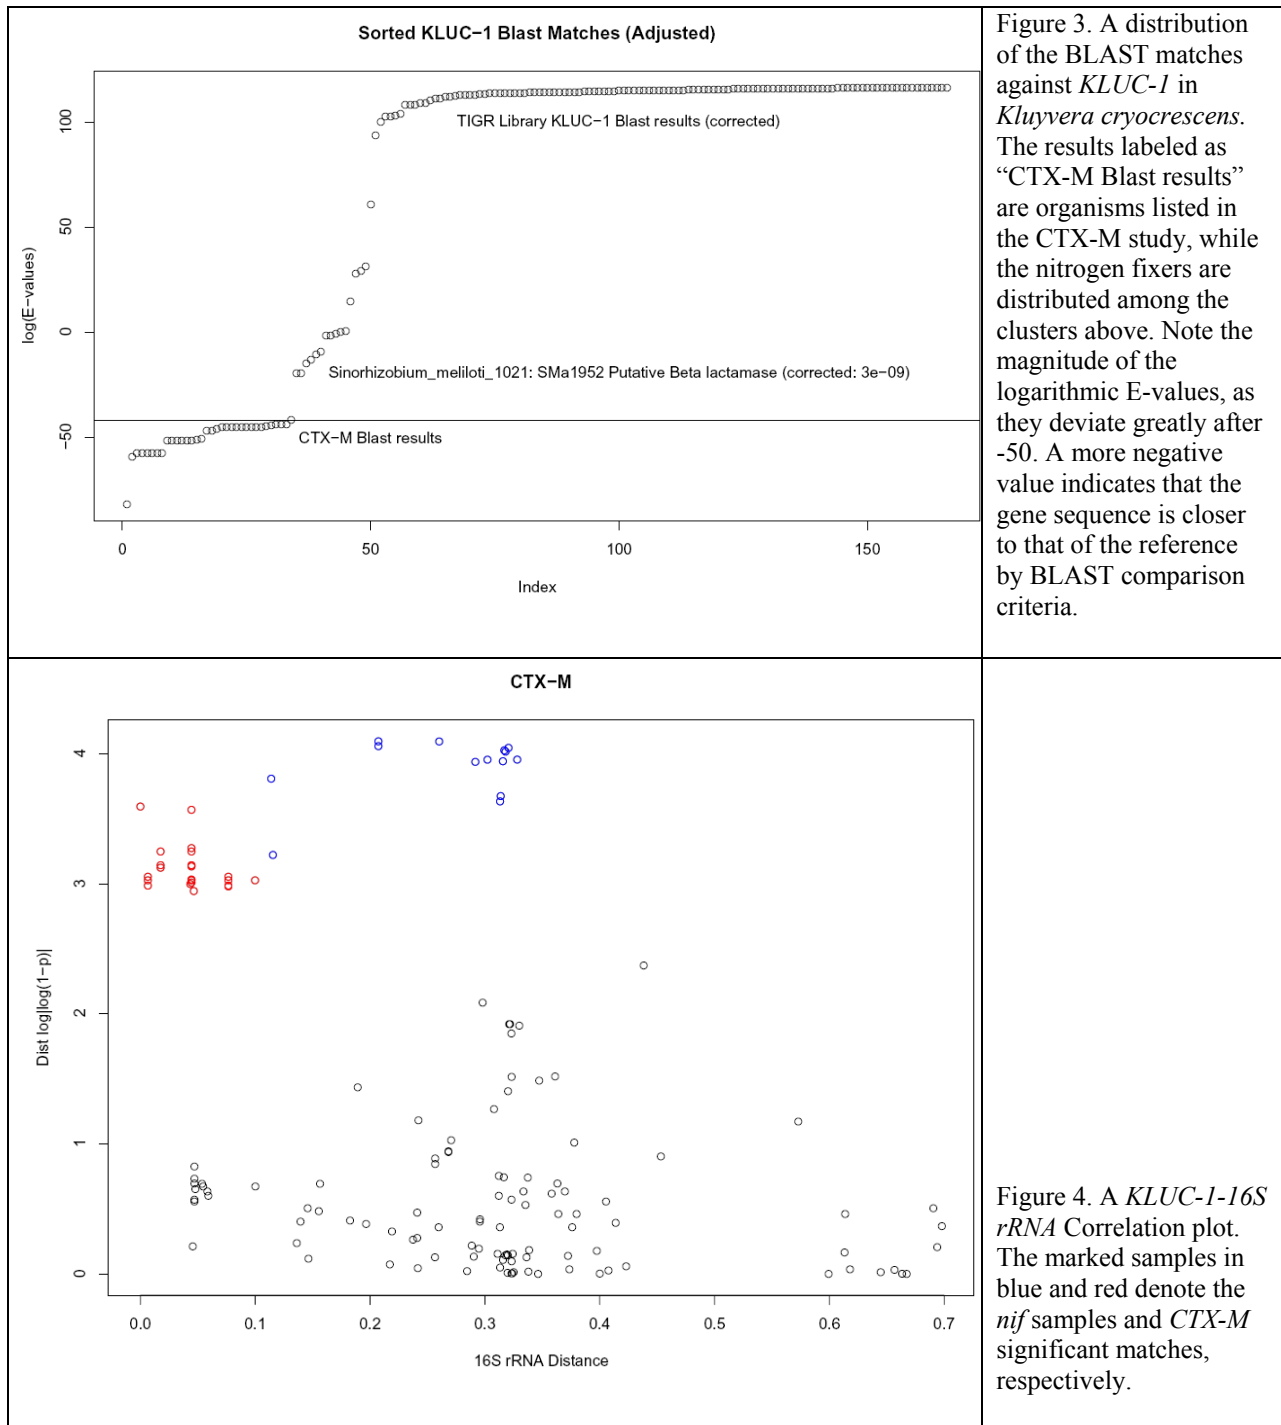 Sorted KLUC−1 Blast Matches (Adjusted)
log(E−values)
100
50
0
−50
TIGR Library KLUC−1 Blast results (corrected)
Sinorhizobium_meliloti_1021: SMa1952 Putative Beta lactamase (corrected: 3e−09)
CTX−M Blast results
0
50
100
150
Index
Figure 3. A distribution
of the BLAST matches
against KLUC-1 in
Kluyvera cryocrescens.
The results labeled as
“CTX-M Blast results”
are organisms listed in
the CTX-M study, while
the nitrogen fixers are
distributed among the
clusters above. Note the
magnitude of the
logarithmic E-values, as
they deviate greatly after
-50. A more negative
value indicates that the
gene sequence is closer
to that of the reference
by BLAST comparison
criteria.
CTX−M
Dist log|log(1−p)|
4
3
2
1
0
0.0
0.1
0.2
0.3
0.4
0.5
0.6
0.7
16S rRNA Distance
Figure 4. A KLUC-1-16S
rRNA Correlation plot.
The marked samples in
blue and red denote the
nif samples and CTX-M
significant matches,
respectively.